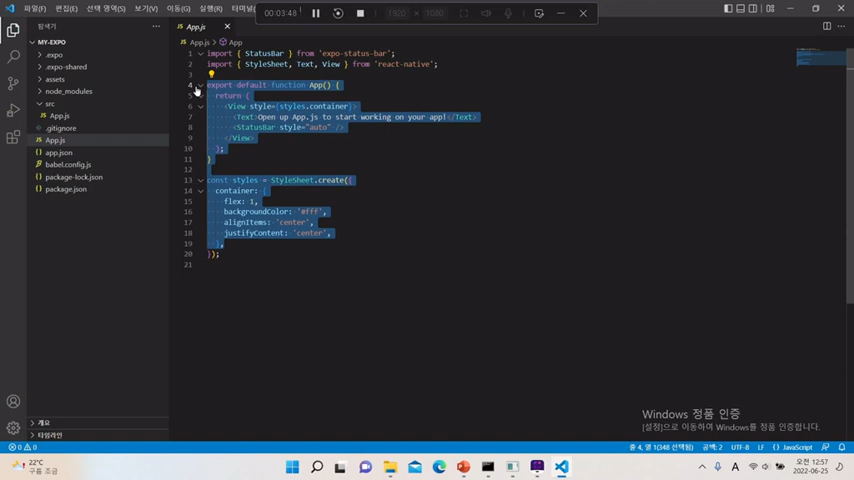 파일(F) 편집(E) 선택 영역(S) 보기(V) 이동(G) 실행(R)
00:03:48
1920 × 1080
탐색기
App.js
MY-EXPO
.expo
.expo-shared
assets
node_modules
src
App.js
.gitignore
App.js
app.json
babel.config.js
package-lock.json
package.json
개요
타임라인
App.js > App
1 import { StatusBar } from 'expo-status-bar';
2 import { StyleSheet, Text, View } from 'react-native';
3
4 export default function App() {
5 return (
6 <View style={styles.container}>
7 <Text>Open up App.js to start working on your app!</Text>
8 <StatusBar style="auto" />
9 </View>
10 );
11 }
12
13 const styles = StyleSheet.create({
14 container: {
15 flex: 1,
16 backgroundColor: '#fff',
17 alignItems: 'center',
18 justifyContent: 'center',
19 },
20 });
21
Windows 정품 인증
[설정]으로 이동하여 Windows를 정품 인증합니다.
0 0
줄 4, 열 1(348 선택됨) 공백: 2 UTF-8 LF {} JavaScript
22°C
구름 조금
A
오전 12:57
2022-06-25